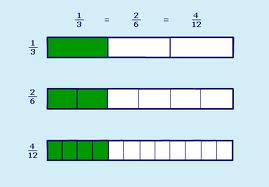 1/3 = 2/6 = 4/12
1/3
2/6
4/12